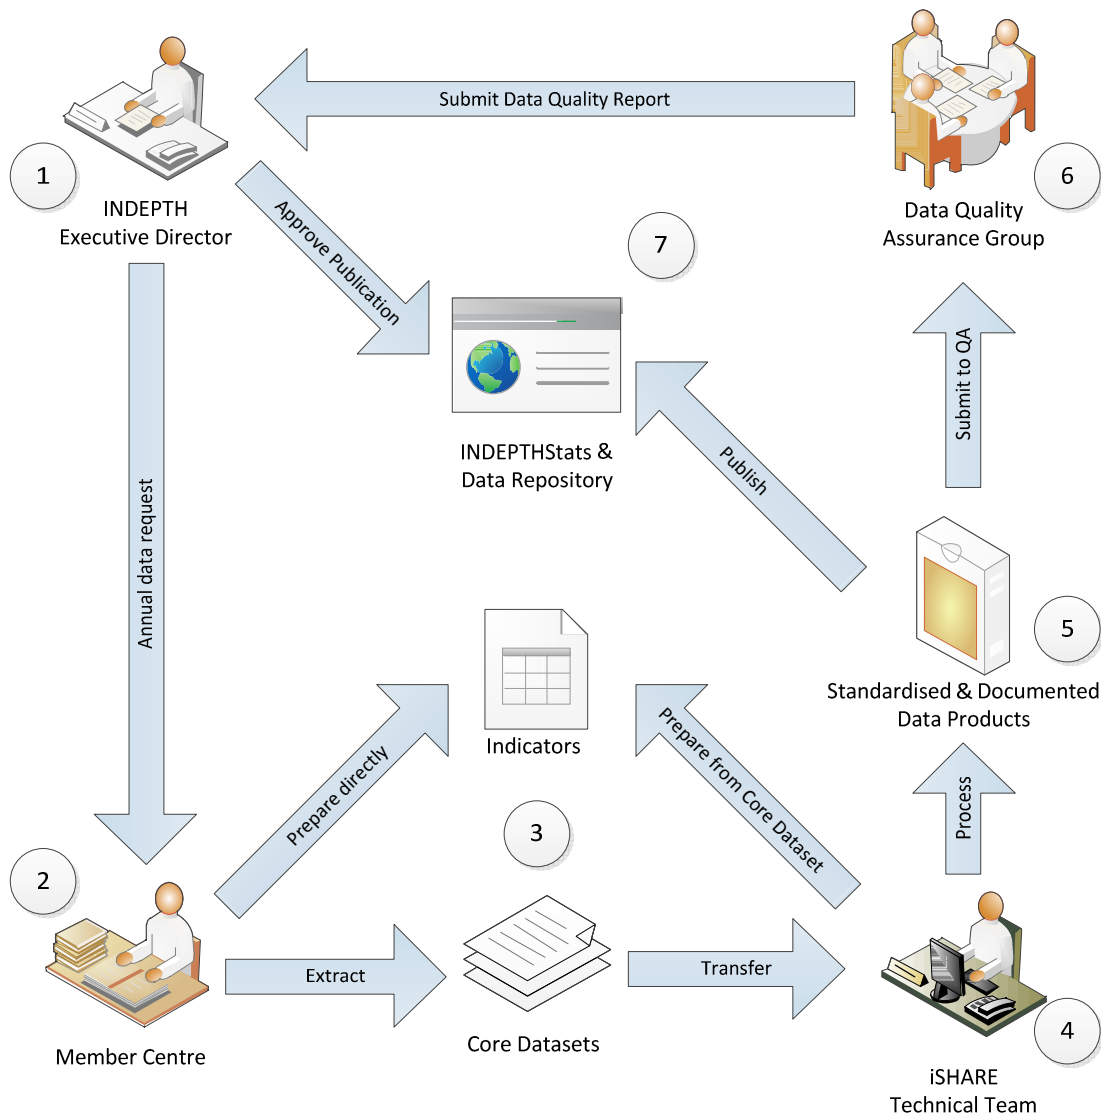 Submit Data Quality Report
1
INDEPTH
Executive Director
6
Data Quality
Assurance Group
Approve Publication
7
INDEPTHStats &
Data Repository
Submit to QA
Publish
Annual data request
5
Standardised & Documented
Data Products
Indicators
Prepare directly
Prepare from Core Dataset
Process
3
2
Member Centre
Extract
Core Datasets
Transfer
4
iSHARE
Technical Team